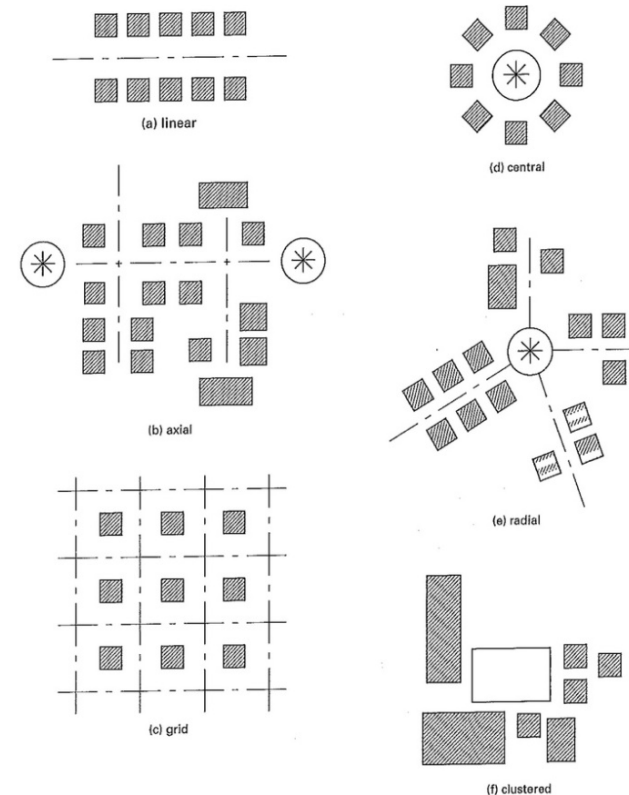 (a) linear
(b) axial
(c) grid
(d) central
(e) radial
(f) clustered